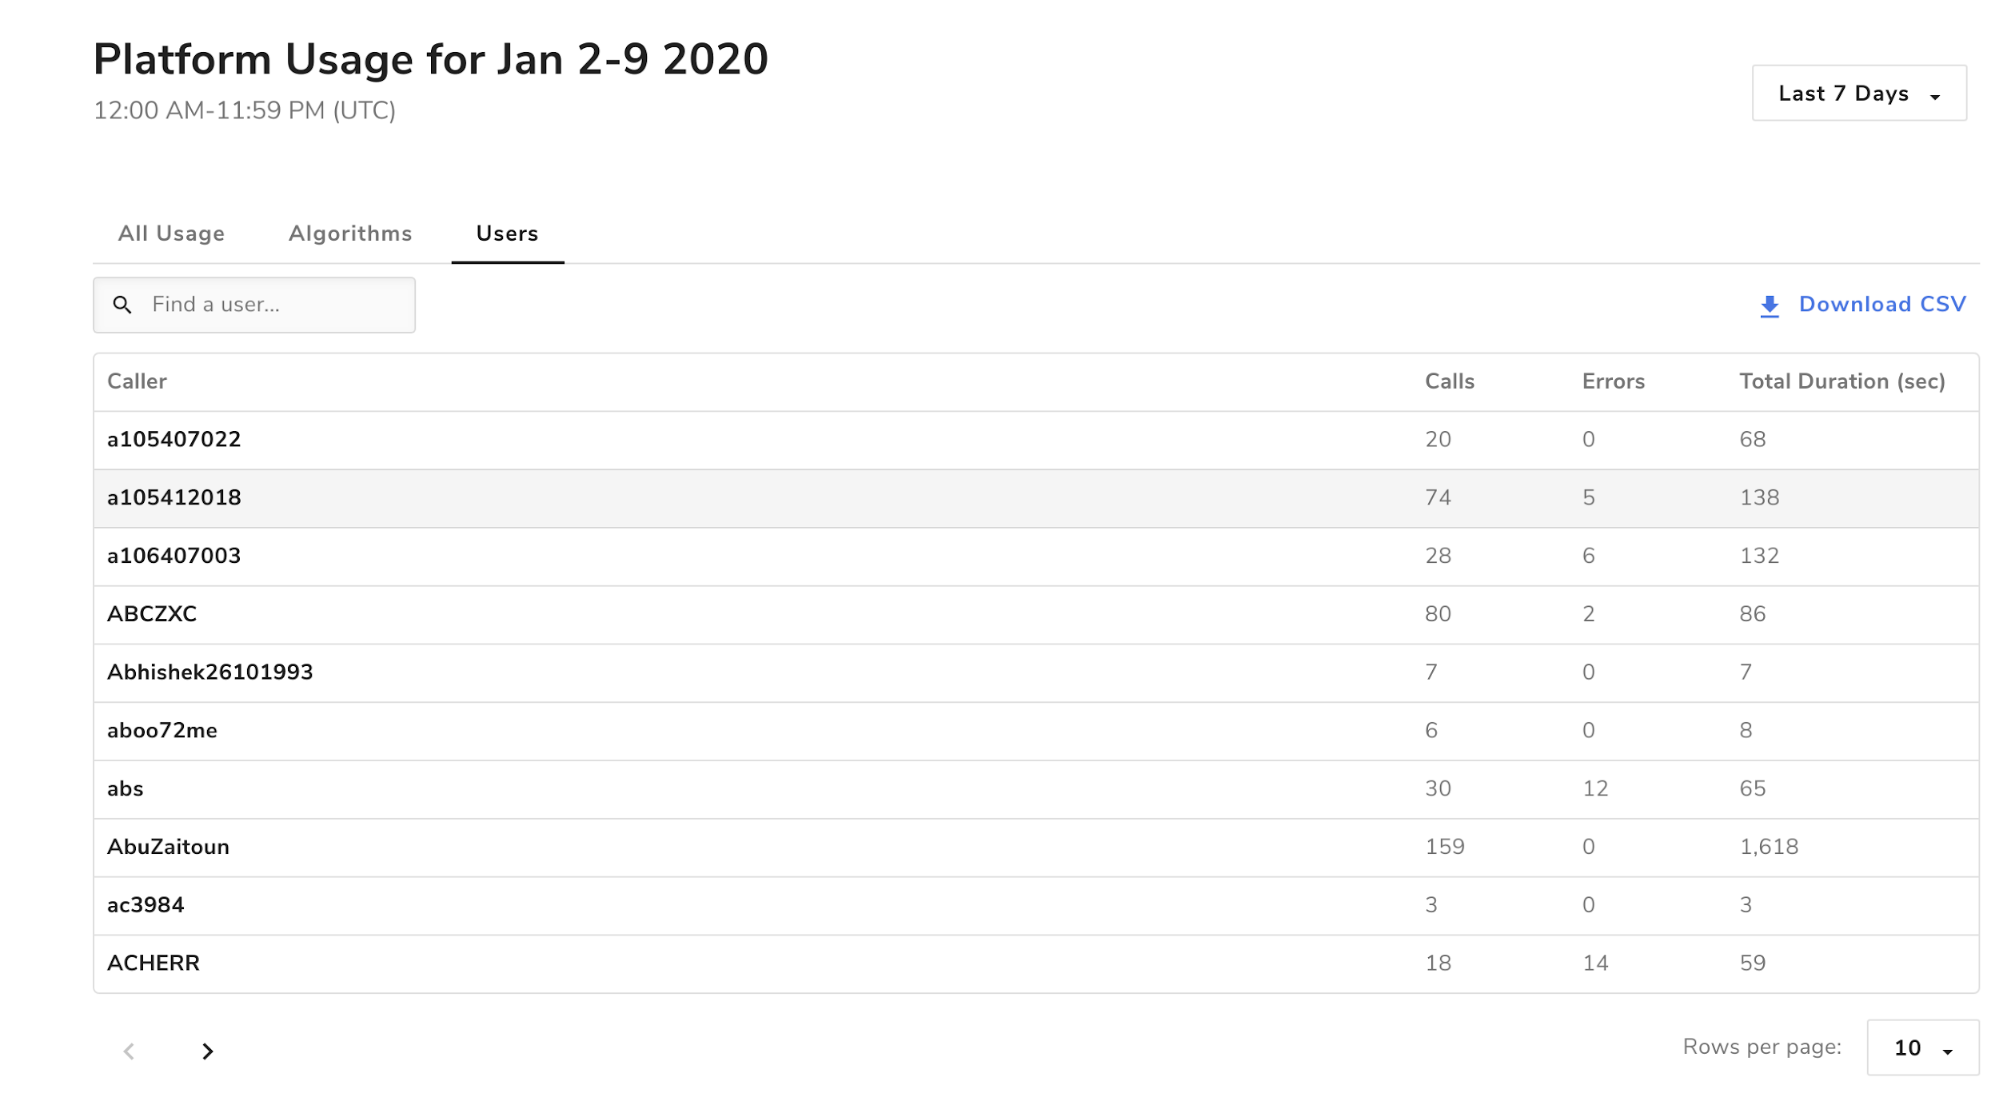 Platform Usage for Jan 2-9 2020
12:00 AM-11:59 PM (UTC)
Last 7 Days
All Usage Algorithms Users
Find a user...
Download CSV
Caller Calls Errors Total Duration (sec)
a105407022 20 0 68
a105412018 74 5 138
a106407003 28 6 132
ABCZXC 80 2 86
Abhishek26101993 7 0 7
aboo72me 6 0 8
abs 30 12 65
AbuZaitoun 159 0 1,618
ac3984 3 0 3
ACHERR 18 14 59
Rows per page: 10